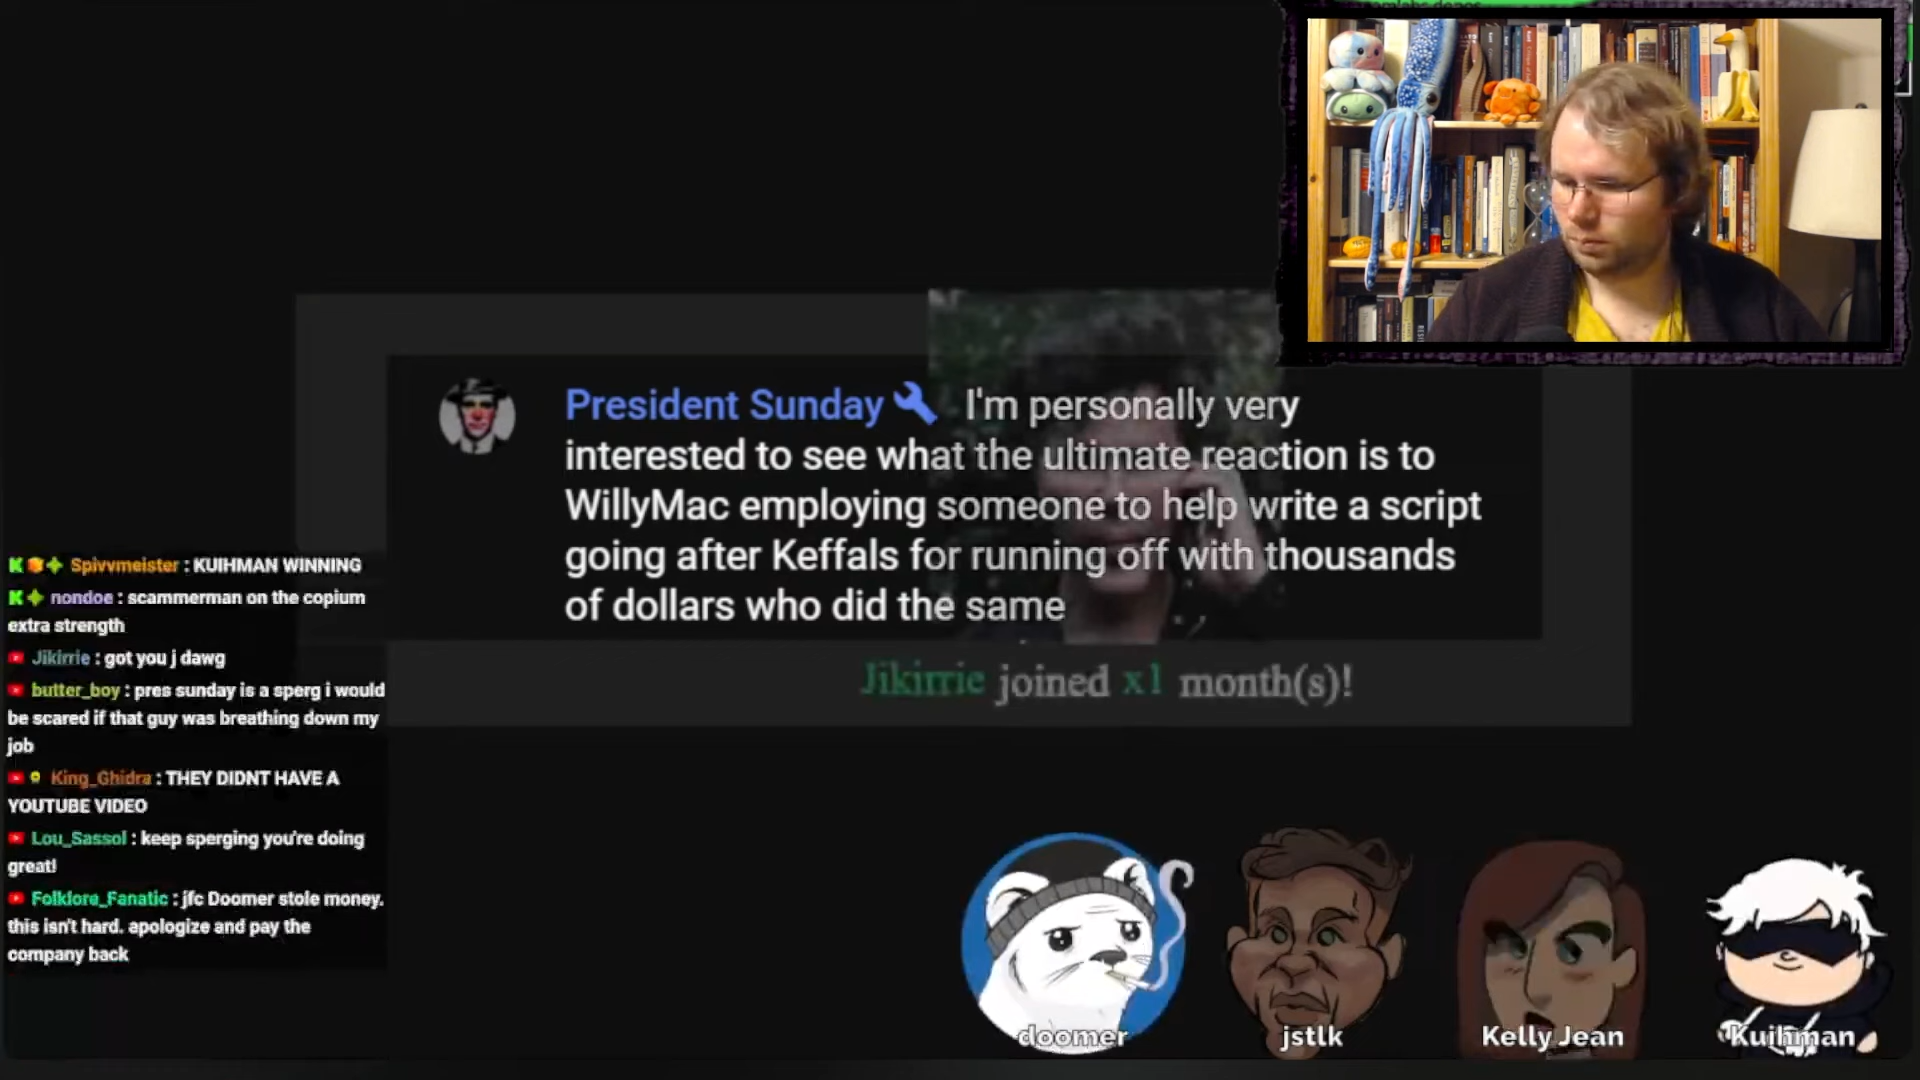 President Sunday I'm personally very
interested to see what the ultimate reaction is to
WillyMac employing someone to help write a script
going after Keffals for running off with thousands
of dollars who did the same
Jikirrie joined x1 month(s)!
Spivvmeister : KUIHMAN WINNING
nondoe : scammerman on the copium
extra strength
Jikirrie : got you j dawg
butter_boy : pres sunday is a sperg i would
be scared if that guy was breathing down my
job
King_Ghidra : THEY DIDNT HAVE A
YOUTUBE VIDEO
Lou_Sassol : keep sperging you're doing
great!
Folklore_Fanatic : jfc Doomer stole money.
this isn't hard. apologize and pay the
company back
doomer
jstlk
Kelly Jean
Kuihman